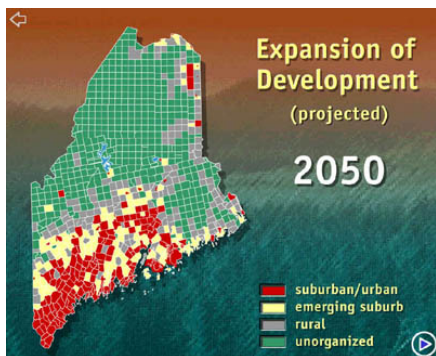 Expansion of
Development
(projected)
2050
suburban/urban
emerging suburb
rural
unorganized